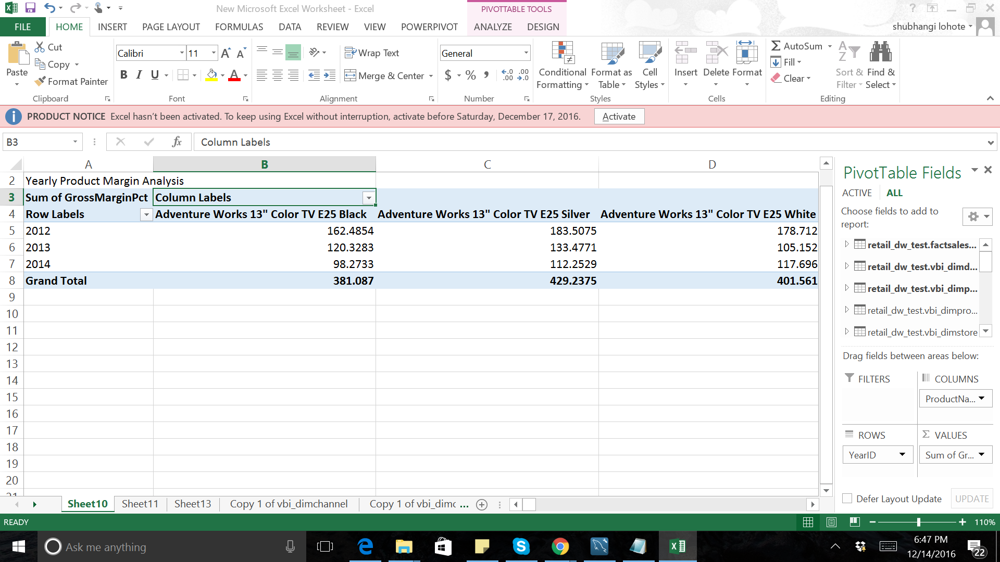 New Microsoft Excel Worksheet - Excel
PIVOTTABLE TOOLS
FILE HOME INSERT PAGE LAYOUT FORMULAS DATA REVIEW VIEW POWERPIVOT ANALYZE DESIGN
shubhangi lohote
Paste
Cut
Copy
Format Painter
Clipboard
Calibri 11
Font
Wrap Text
Merge & Center
Alignment
General
Number
Conditional Formatting
Format as Table
Cell Styles
Styles
Insert Delete Format
Cells
AutoSum
Fill
Clear
Sort & Filter
Find & Select
Editing
PRODUCT NOTICE Excel hasn't been activated. To keep using Excel without interruption, activate before Saturday, December 17, 2016. Activate
B3 fx Column Labels
A B C D
2 Yearly Product Margin Analysis
3 Sum of GrossMarginPct Column Labels
4 Row Labels Adventure Works 13" Color TV E25 Black Adventure Works 13" Color TV E25 Silver Adventure Works 13" Color TV E25 White
5 2012 162.4854 183.5075 178.712
6 2013 120.3283 133.4771 105.152
7 2014 98.2733 112.2529 117.696
8 Grand Total 381.087 429.2375 401.561
9
10
11
12
13
14
15
16
17
18
19
20
21
PivotTable Fields
ACTIVE ALL
Choose fields to add to
report:
retail_dw_test.factsales...
retail_dw_test.vbi_dimd...
retail_dw_test.vbi_dimp...
retail_dw_test.vbi_dimpro...
retail_dw_test.vbi_dimstore
Drag fields between areas below:
FILTERS
COLUMNS
ProductNa...
ROWS
YearID
VALUES
Sum of Gr...
Defer Layout Update UPDATE
Sheet10 Sheet11 Sheet13 Copy 1 of vbi_dimchannel Copy 1 of vbi_dimc ...
READY
110%
Ask me anything
6:47 PM
12/14/2016
22